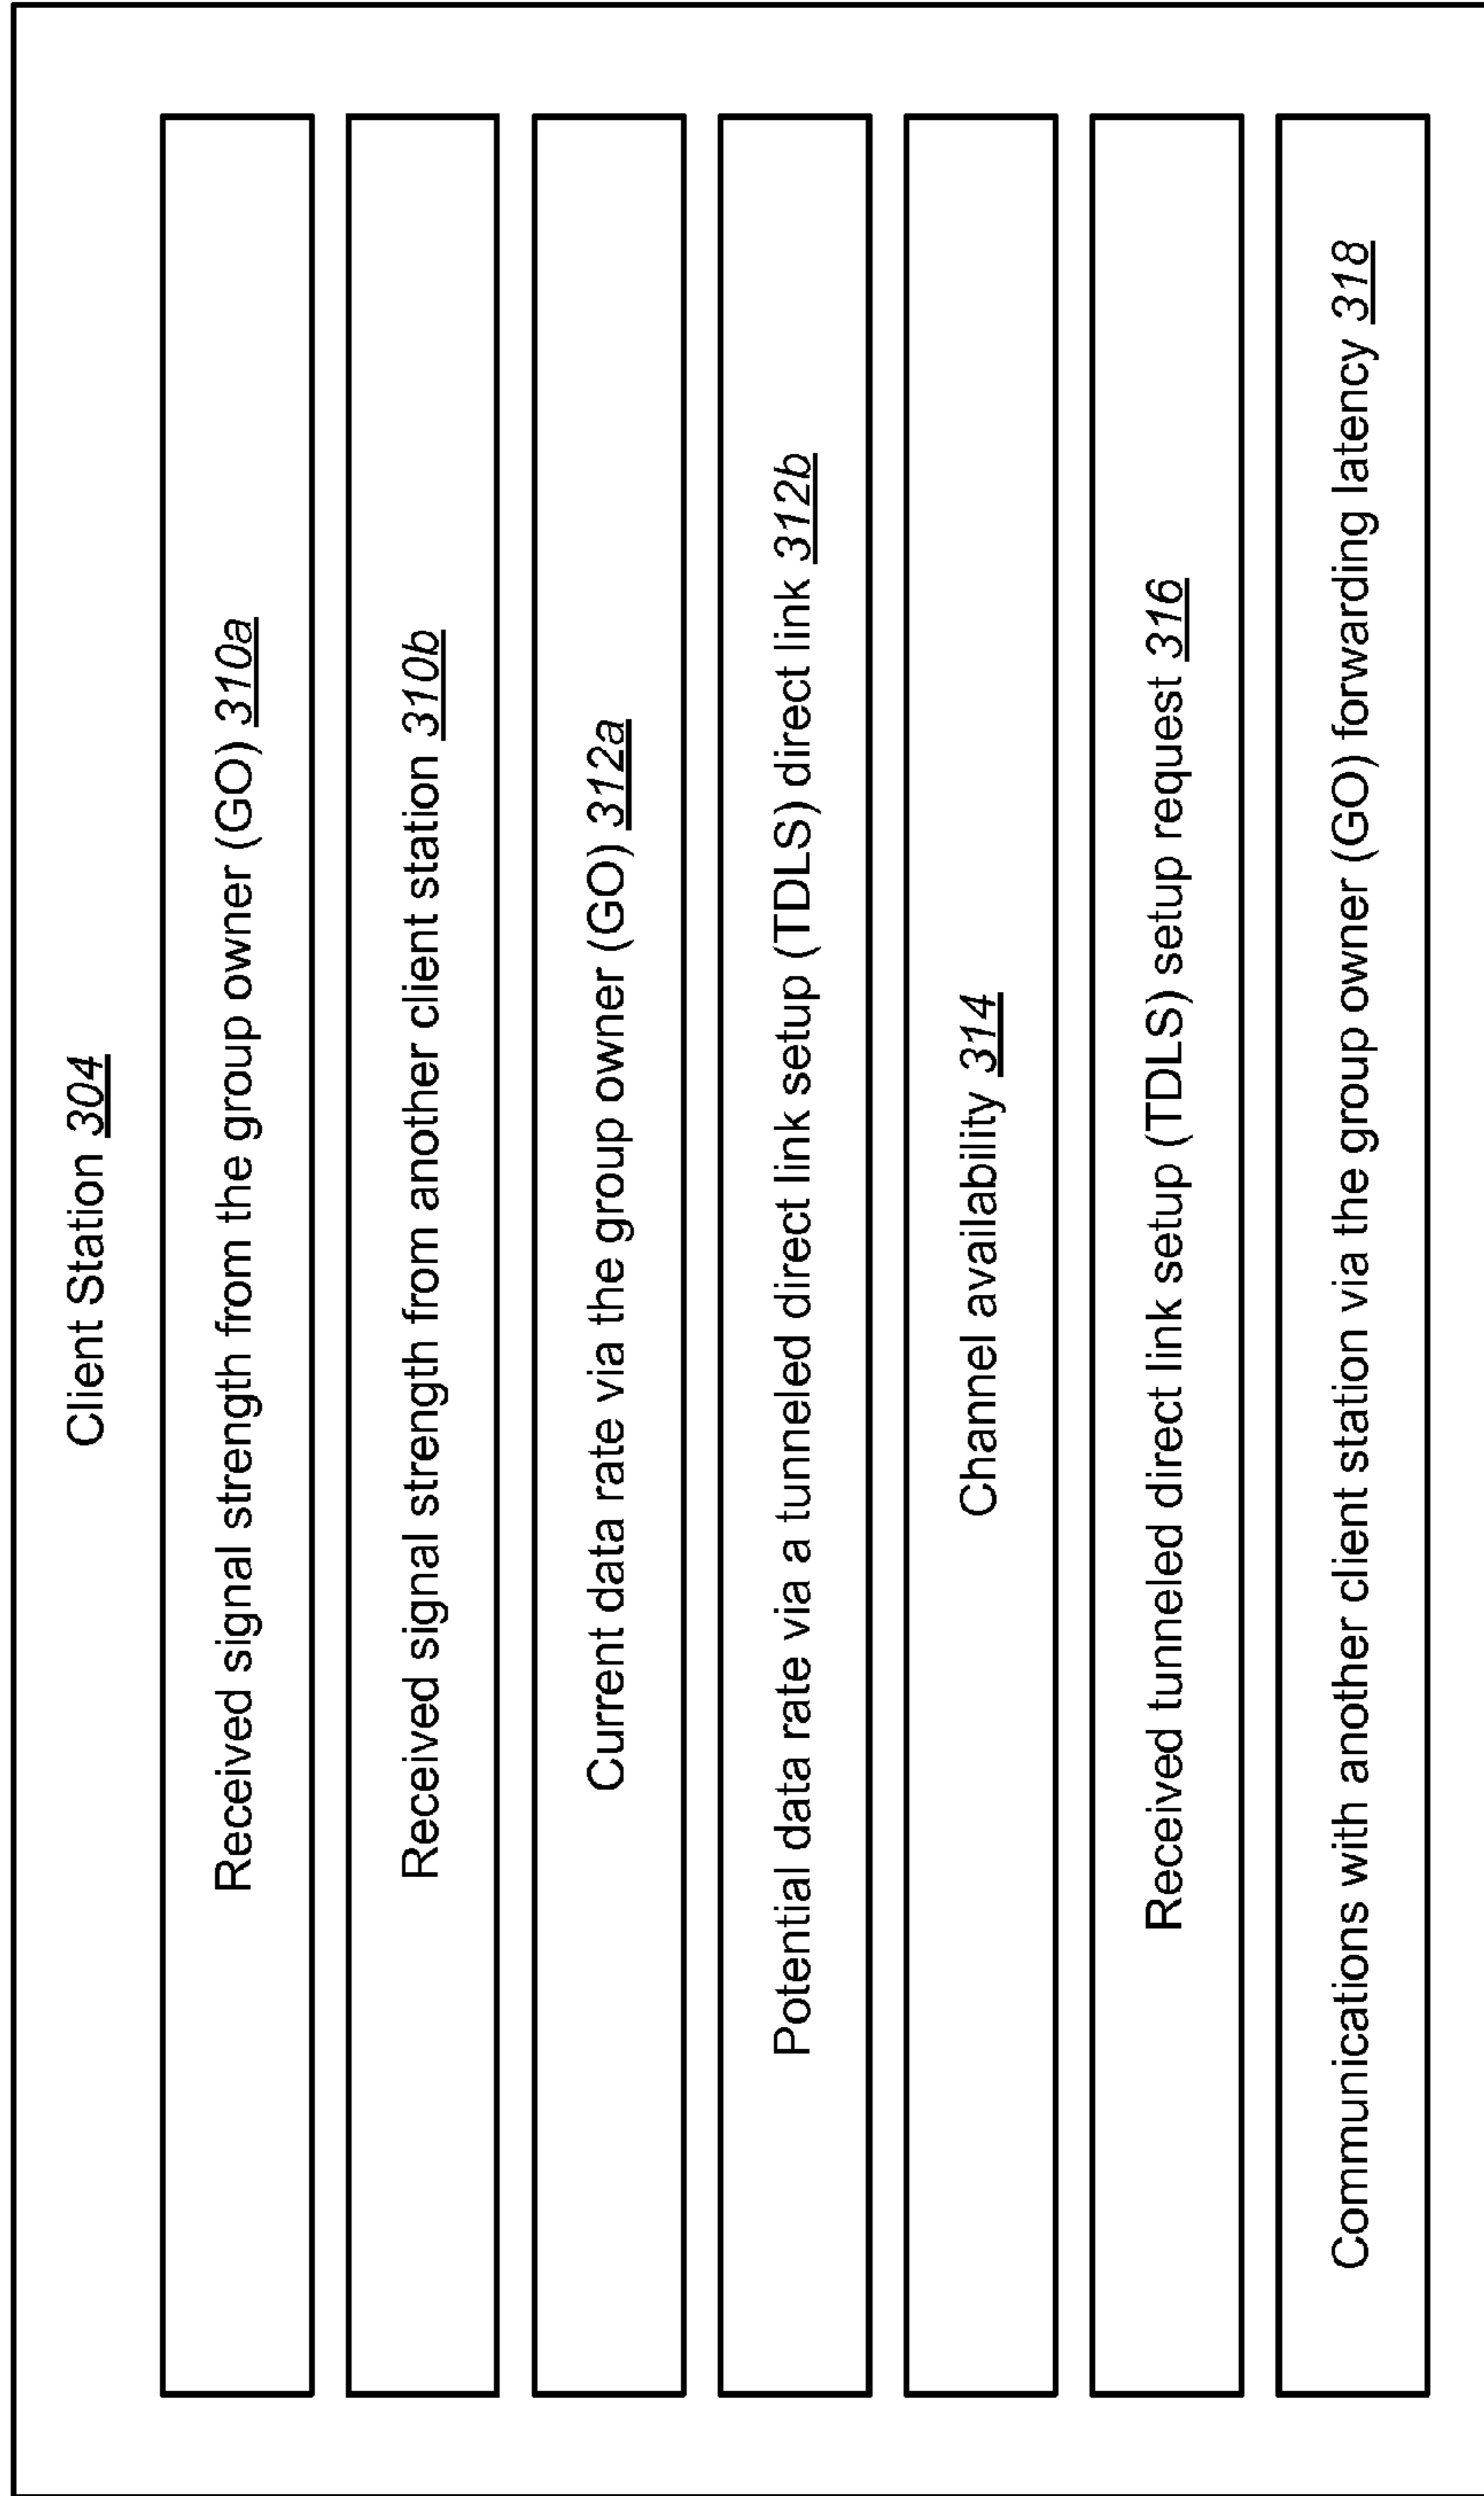 Client Station 304
Received signal strength from the group owner (GO) 310a
Received signal strength from another client station 310b
Current data rate via the group owner (GO) 312a
Potential data rate via a tunneled direct link setup (TDLS) direct link 312b
Channel availability 314
Received tunneled direct link setup (TDLS) setup request 316
Communications with another client station via the group owner (GO) forwarding latency 318